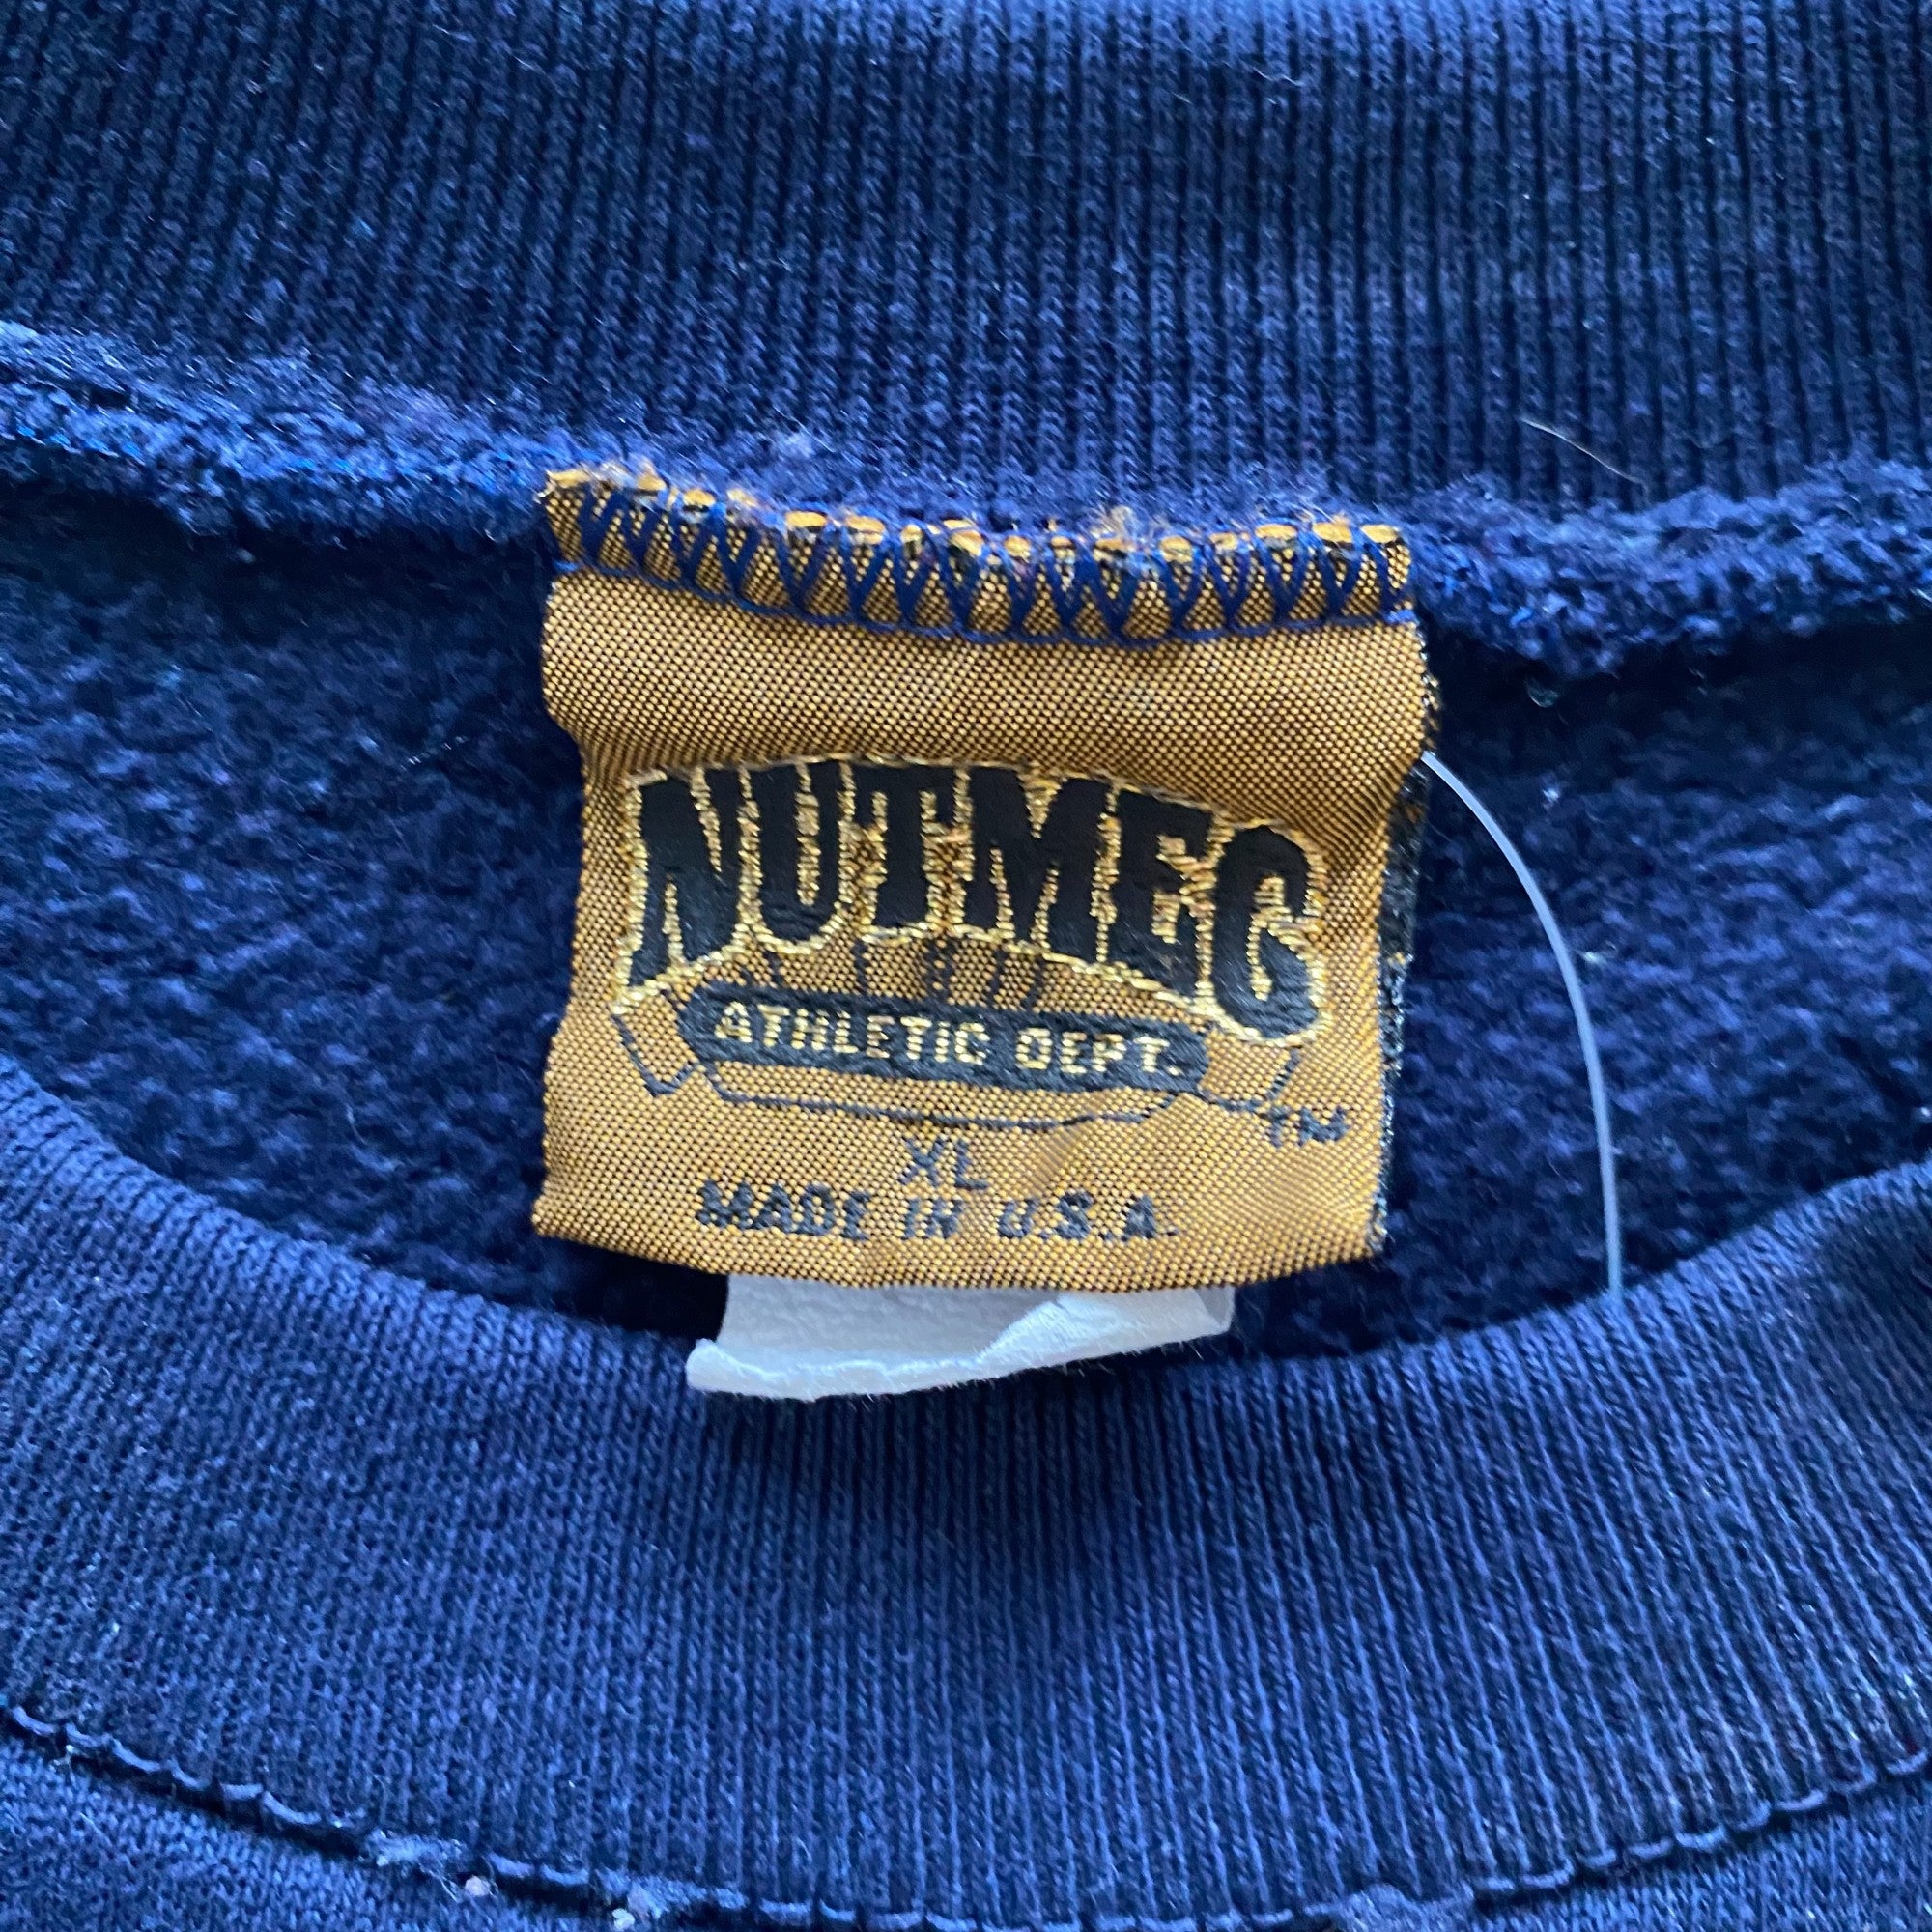 NUTMEG
ATHLETIC DEPT.
TM
XL
MADE IN U.S.A.